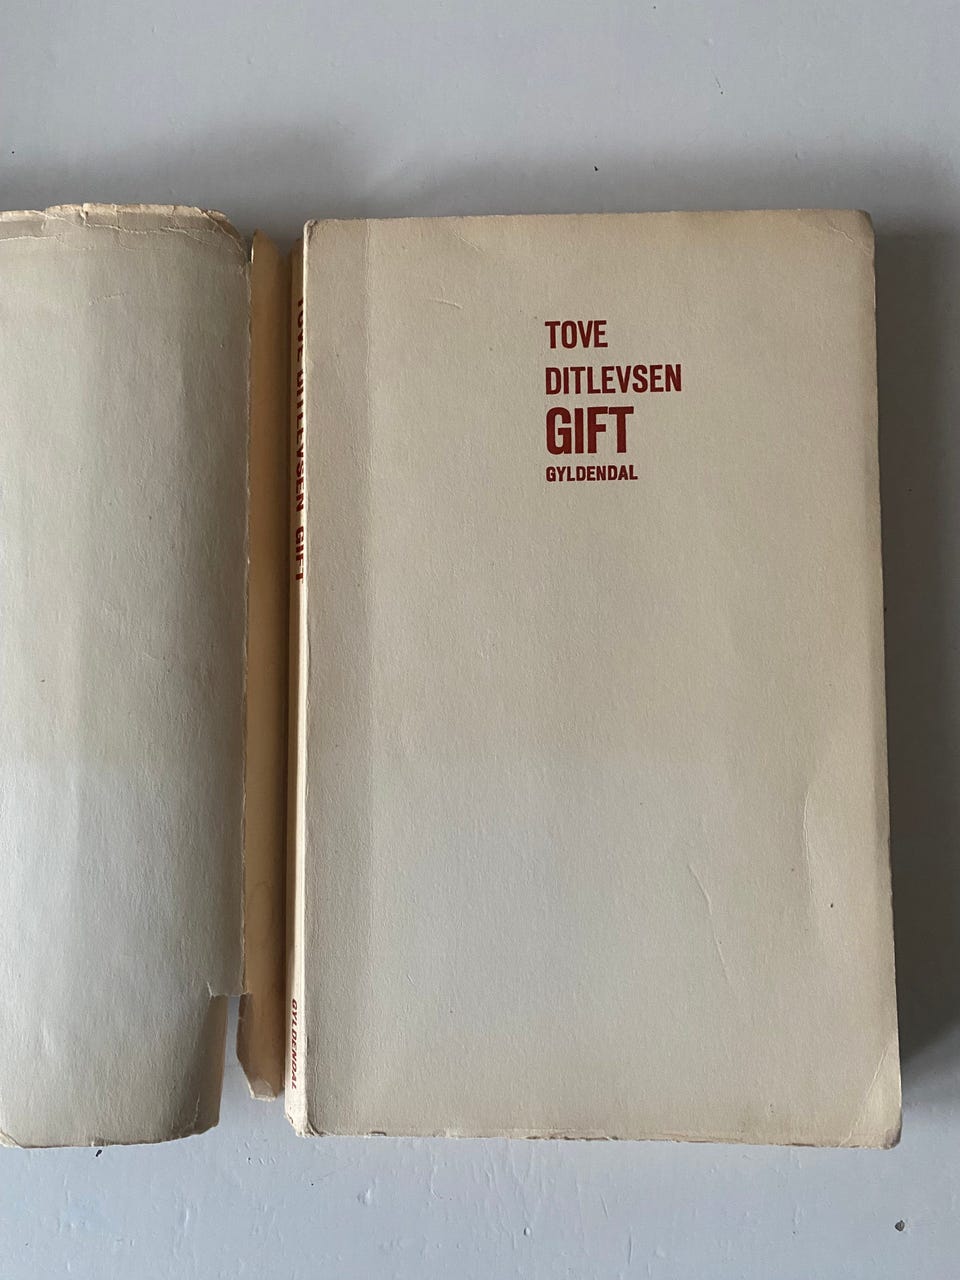 TOVE
DITLEVSEN
GIFT
GYLDENDAL
TOVE DITLEVSEN GIFT
GYLDENDAL